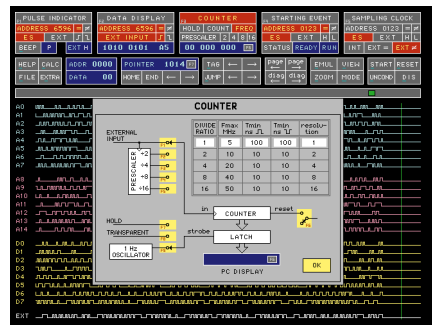 PULSE INDICATOR DATA DISPLAY COUNTER STARTING EVENT SAMPLING CLOCK
ADDRESS 6596 = ≠ ADDRESS 6596 = ≠ HOLD COUNT FREQ ADDRESS 0123 = ≠ ADDRESS 0123 = ≠
ES EXT EXT INPUT PRESCALER 2 4 8 16 ES EXT H L ES EXT H L
BEEP P EXT H 1010 0101 A5 00 000 000 STATUS READY RUN INT EXT = EXT ≠
HELP CALC ADDR 0000 POINTER 1014 TAG ← → page page EMUL VIEW START RESET
FILE EXTRA DATA 00 HOME END ← → JUMP ← → diag diag ZOOM MODE UNCOND DIS
COUNTER
EXTERNAL INPUT
PRESCALER
÷2
÷4
÷8
÷16
DIVIDE RATIO Fmax MHz Tmin ns Tmin ns resolution
1 5 100 100 1
2 10 10 10 2
4 20 10 10 4
8 40 10 10 8
16 50 10 10 16
in COUNTER reset
HOLD
TRANSPARENT strobe LATCH
1 Hz OSCILLATOR
PC DISPLAY
OK
A0
A1
A2
A3
A4
A5
A6
A7
A8
A9
A10
A11
A12
A13
A14
D0
D1
D2
D3
D4
D5
D6
D7
EXT